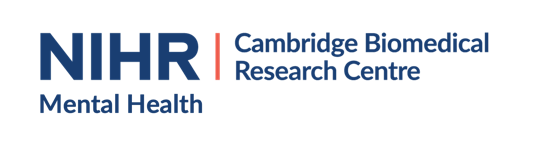 NIHR | Cambridge Biomedical
Research Centre
Mental Health